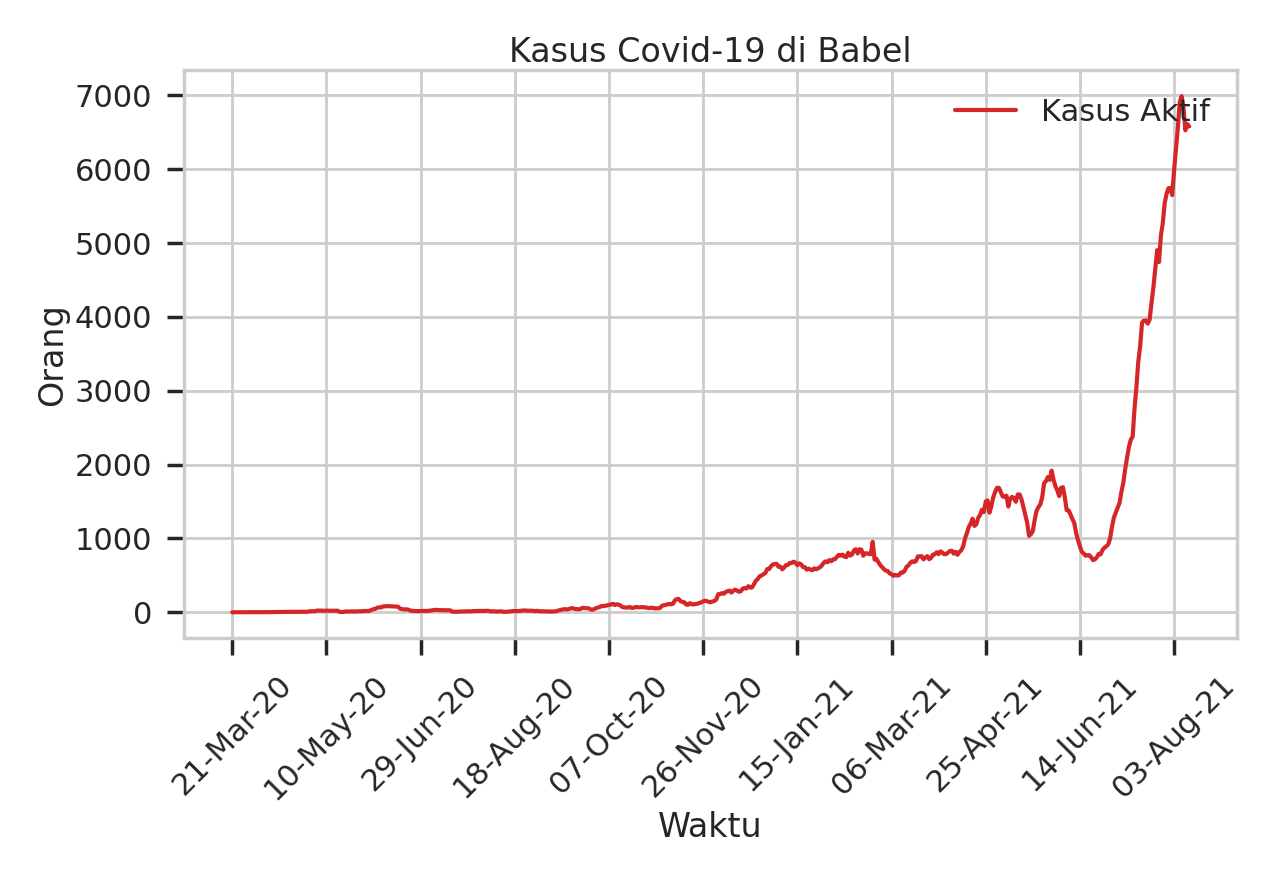 Kasus Covid-19 di Babel
Kasus Aktif
Orang
7000
6000
5000
4000
3000
2000
1000
0
21-Mar-20
10-May-20
29-Jun-20
18-Aug-20
07-Oct-20
26-Nov-20
15-Jan-21
06-Mar-21
25-Apr-21
14-Jun-21
03-Aug-21
Waktu